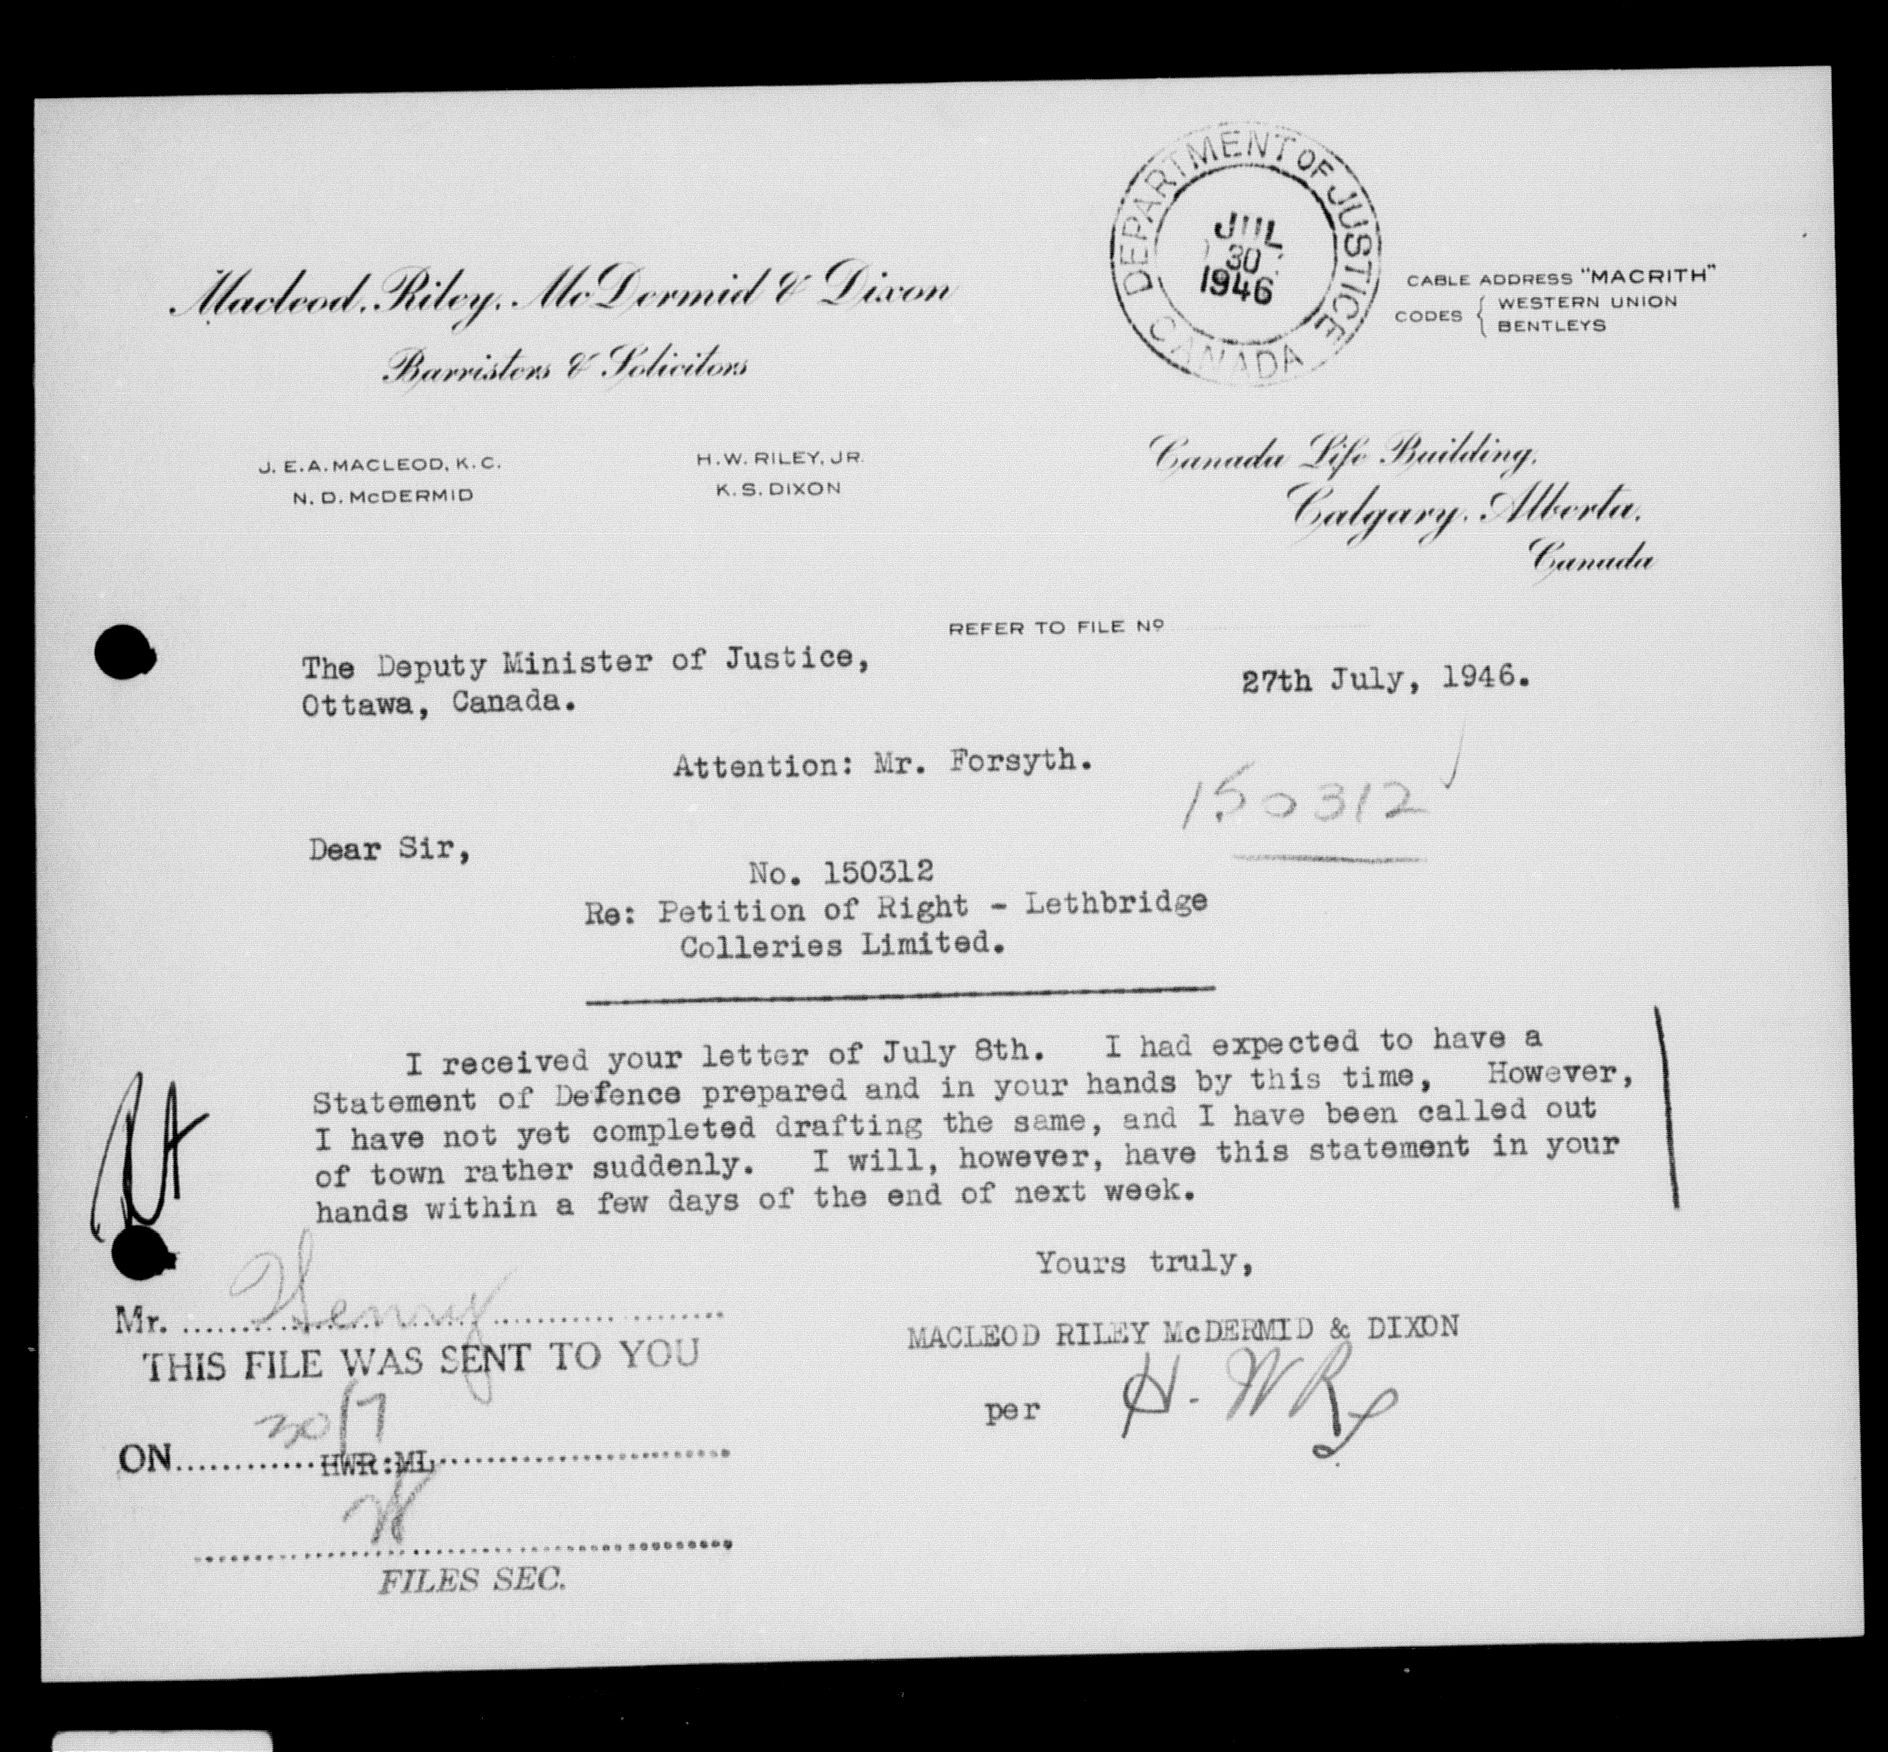 DEPARTMENT OF JUSTICE
CANADA
JUL
30
1946
Macleod, Riley, McDermid & Dixon
Barristers & Solicitors
CABLE ADDRESS "MACRITH"
CODES { WESTERN UNION
BENTLEYS
J. E. A. MACLEOD, K. C.
N. D. McDERMID
H. W. RILEY, JR.
K. S. DIXON
Canada Life Building,
Calgary, Alberta,
Canada
REFER TO FILE Nº
The Deputy Minister of Justice,
Ottawa, Canada.
27th July, 1946.
Attention: Mr. Forsyth.
150312
Dear Sir,
No. 150312
Re: Petition of Right - Lethbridge
Colleries Limited.
I received your letter of July 8th. I had expected to have a
Statement of Defence prepared and in your hands by this time, However,
I have not yet completed drafting the same, and I have been called out
of town rather suddenly. I will, however, have this statement in your
hands within a few days of the end of next week.
Yours truly,
MACLEOD RILEY McDERMID & DIXON
per H. W R
Mr. Henry
THIS FILE WAS SENT TO YOU
30/7
ON
HWR:ML
FILES SEC.